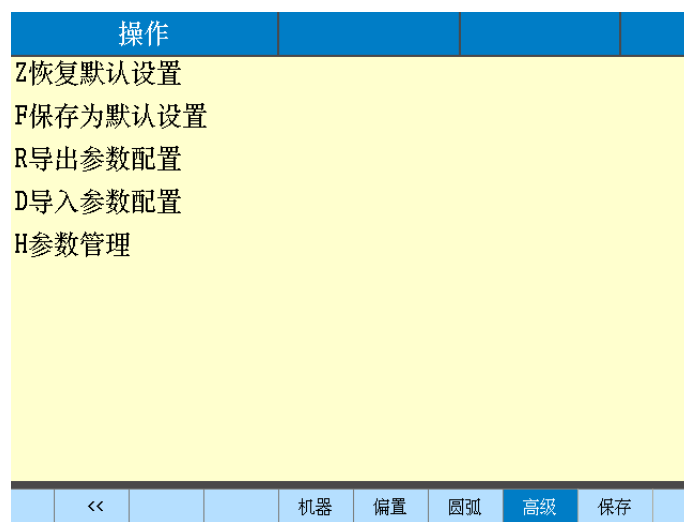 操作
Z恢复默认设置
F保存为默认设置
R导出参数配置
D导入参数配置
H参数管理
<< 机器 偏置 圆弧 高级 保存